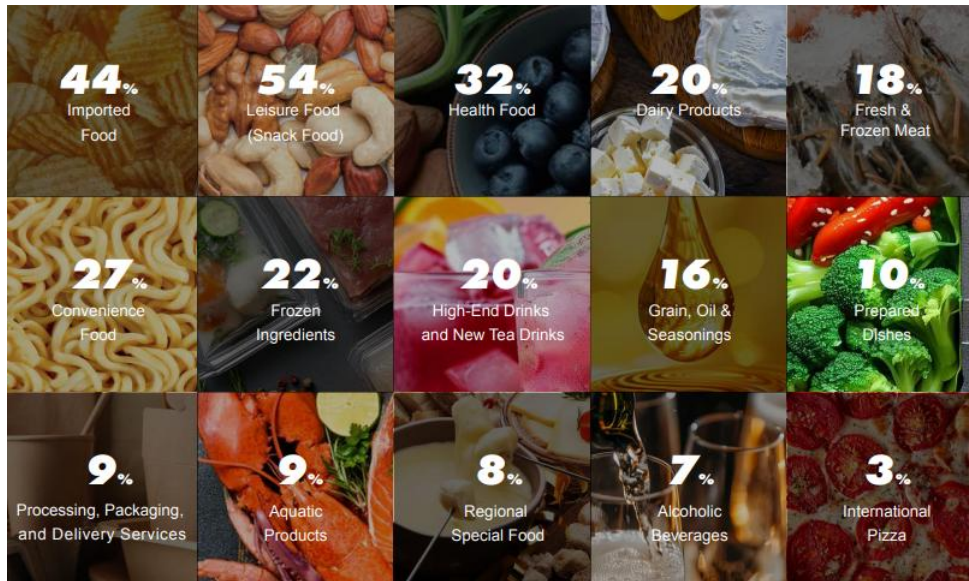 44%
Imported
Food
54%
Leisure Food
(Snack Food)
32%
Health Food
20%
Dairy Products
18%
Fresh &
Frozen Meat
27%
Convenience
Food
22%
Frozen
Ingredients
20%
High-End Drinks
and New Tea Drinks
16%
Grain, Oil &
Seasonings
10%
Prepared
Dishes
9%
Processing, Packaging,
and Delivery Services
9%
Aquatic
Products
8%
Regional
Special Food
7%
Alcoholic
Beverages
3%
International
Pizza